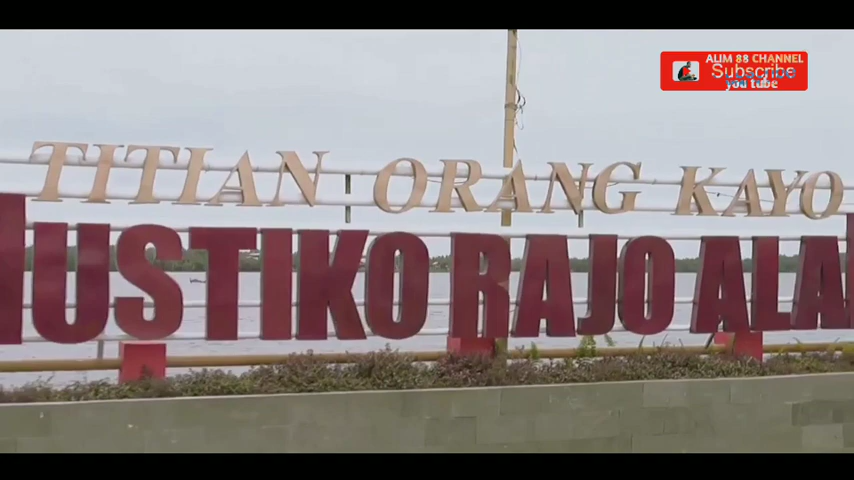 ALIM 88 CHANNEL
Subscribe
you tube
TITIAN ORANG KAYO
USTIKO RAJO ALA